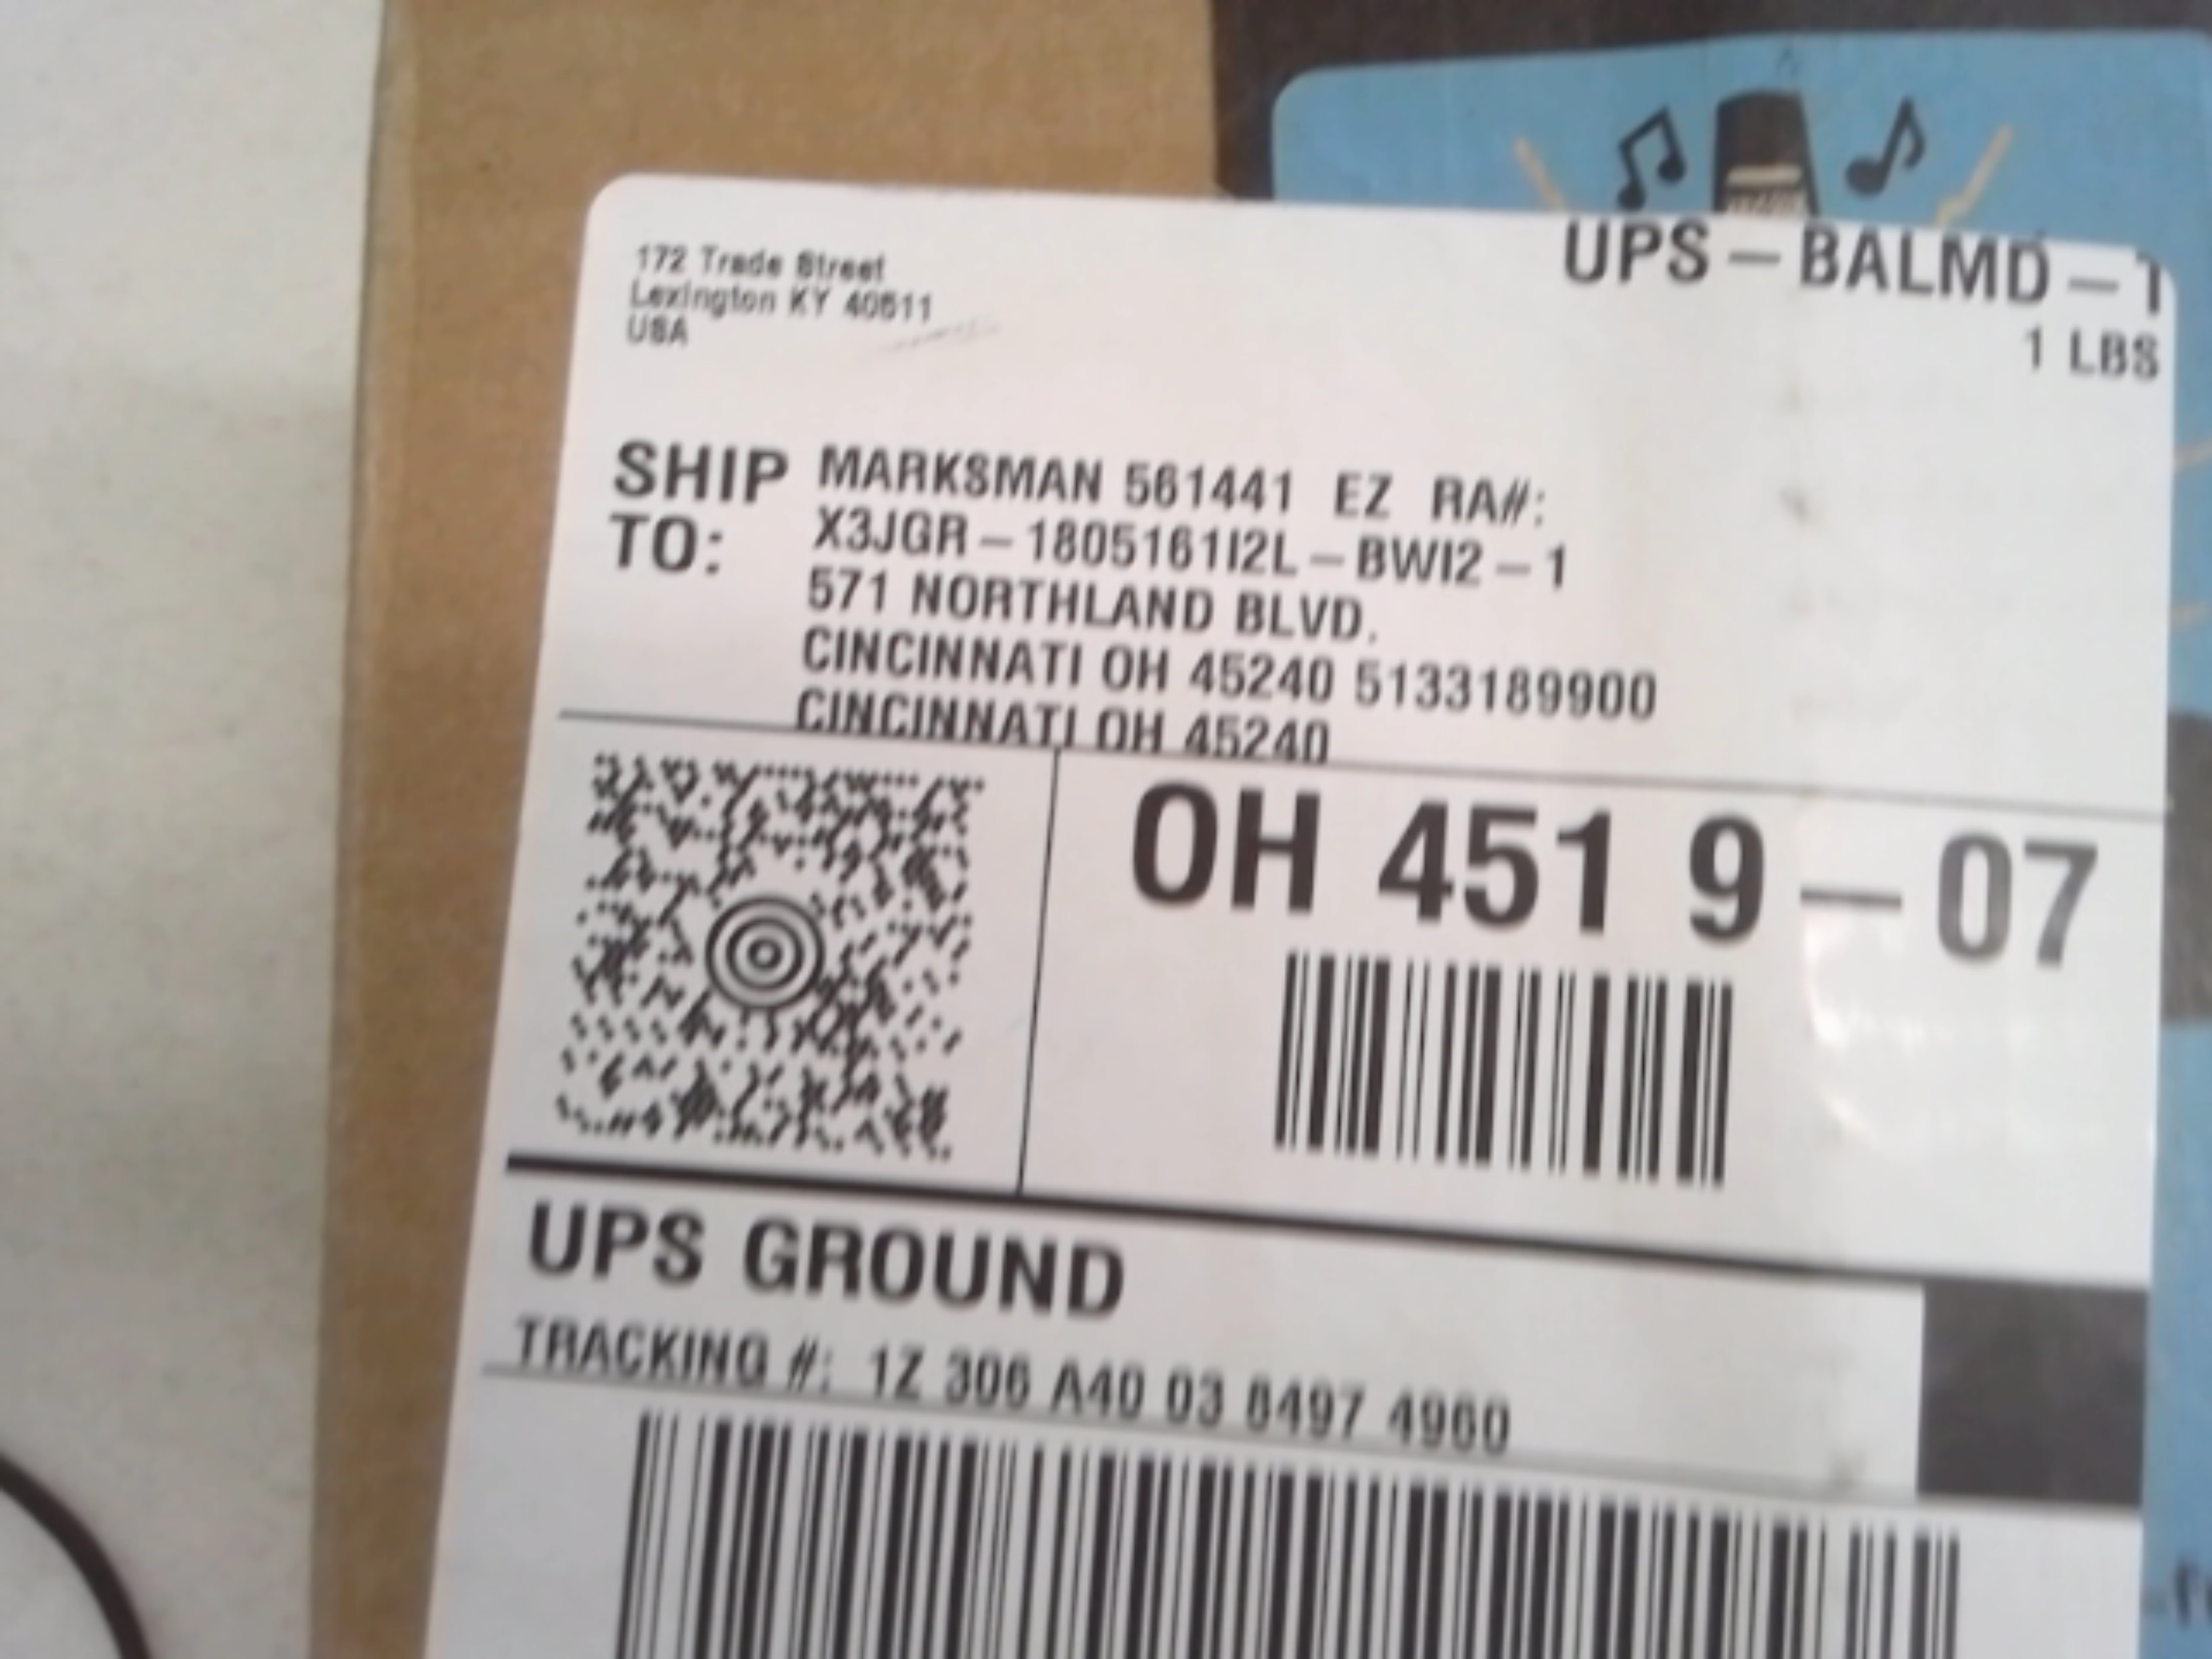 172 Trade Street
Lexington KY 40511
USA
UPS – BALMD – 1
1 LBS
SHIP TO:
MARKSMAN 561441 EZ RA#:
X3JGR – 1805161I2L – BWI2 – 1
571 NORTHLAND BLVD.
CINCINNATI OH 45240 5133189900
CINCINNATI OH 45240
OH 451 9 – 07
UPS GROUND
TRACKING #: 1Z 306 A40 03 8497 4960